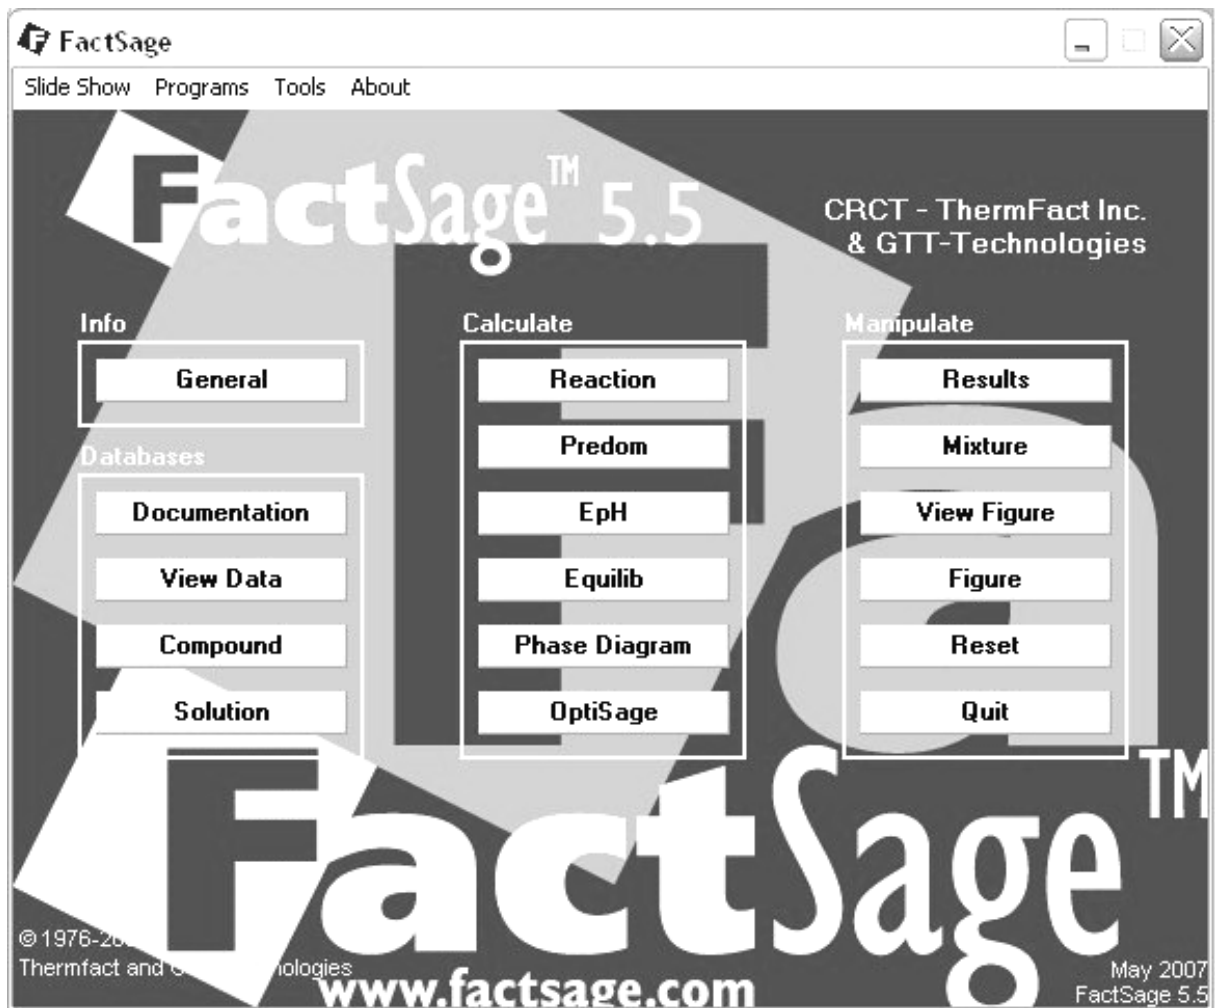 FactSage
Slide Show Programs Tools About
FactSage™ 5.5
CRCT - ThermFact Inc.
& GTT-Technologies
Info
General
Databases
Documentation
View Data
Compound
Solution
Calculate
Reaction
Predom
EpH
Equilib
Phase Diagram
OptiSage
Manipulate
Results
Mixture
View Figure
Figure
Reset
Quit
FactSage™
© 1976-
Thermfact and
www.factsage.com
May 2007
FactSage 5.5